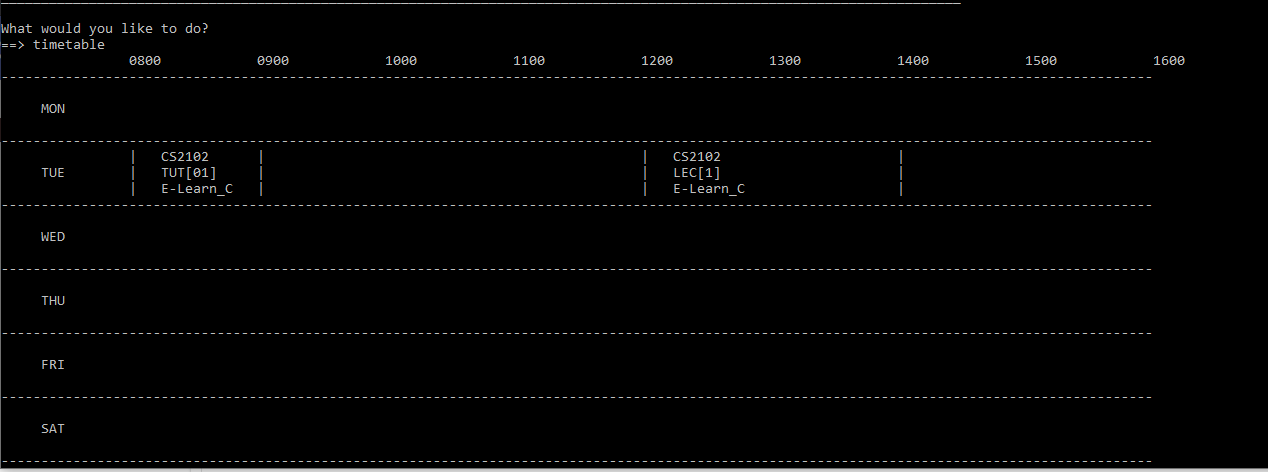 What would you like to do?
==> timetable
0800 0900 1000 1100 1200 1300 1400 1500 1600
MON
| CS2102 | | CS2102 |
TUE | TUT[01] | | LEC[1] |
| E-Learn_C | | E-Learn_C |
WED
THU
FRI
SAT